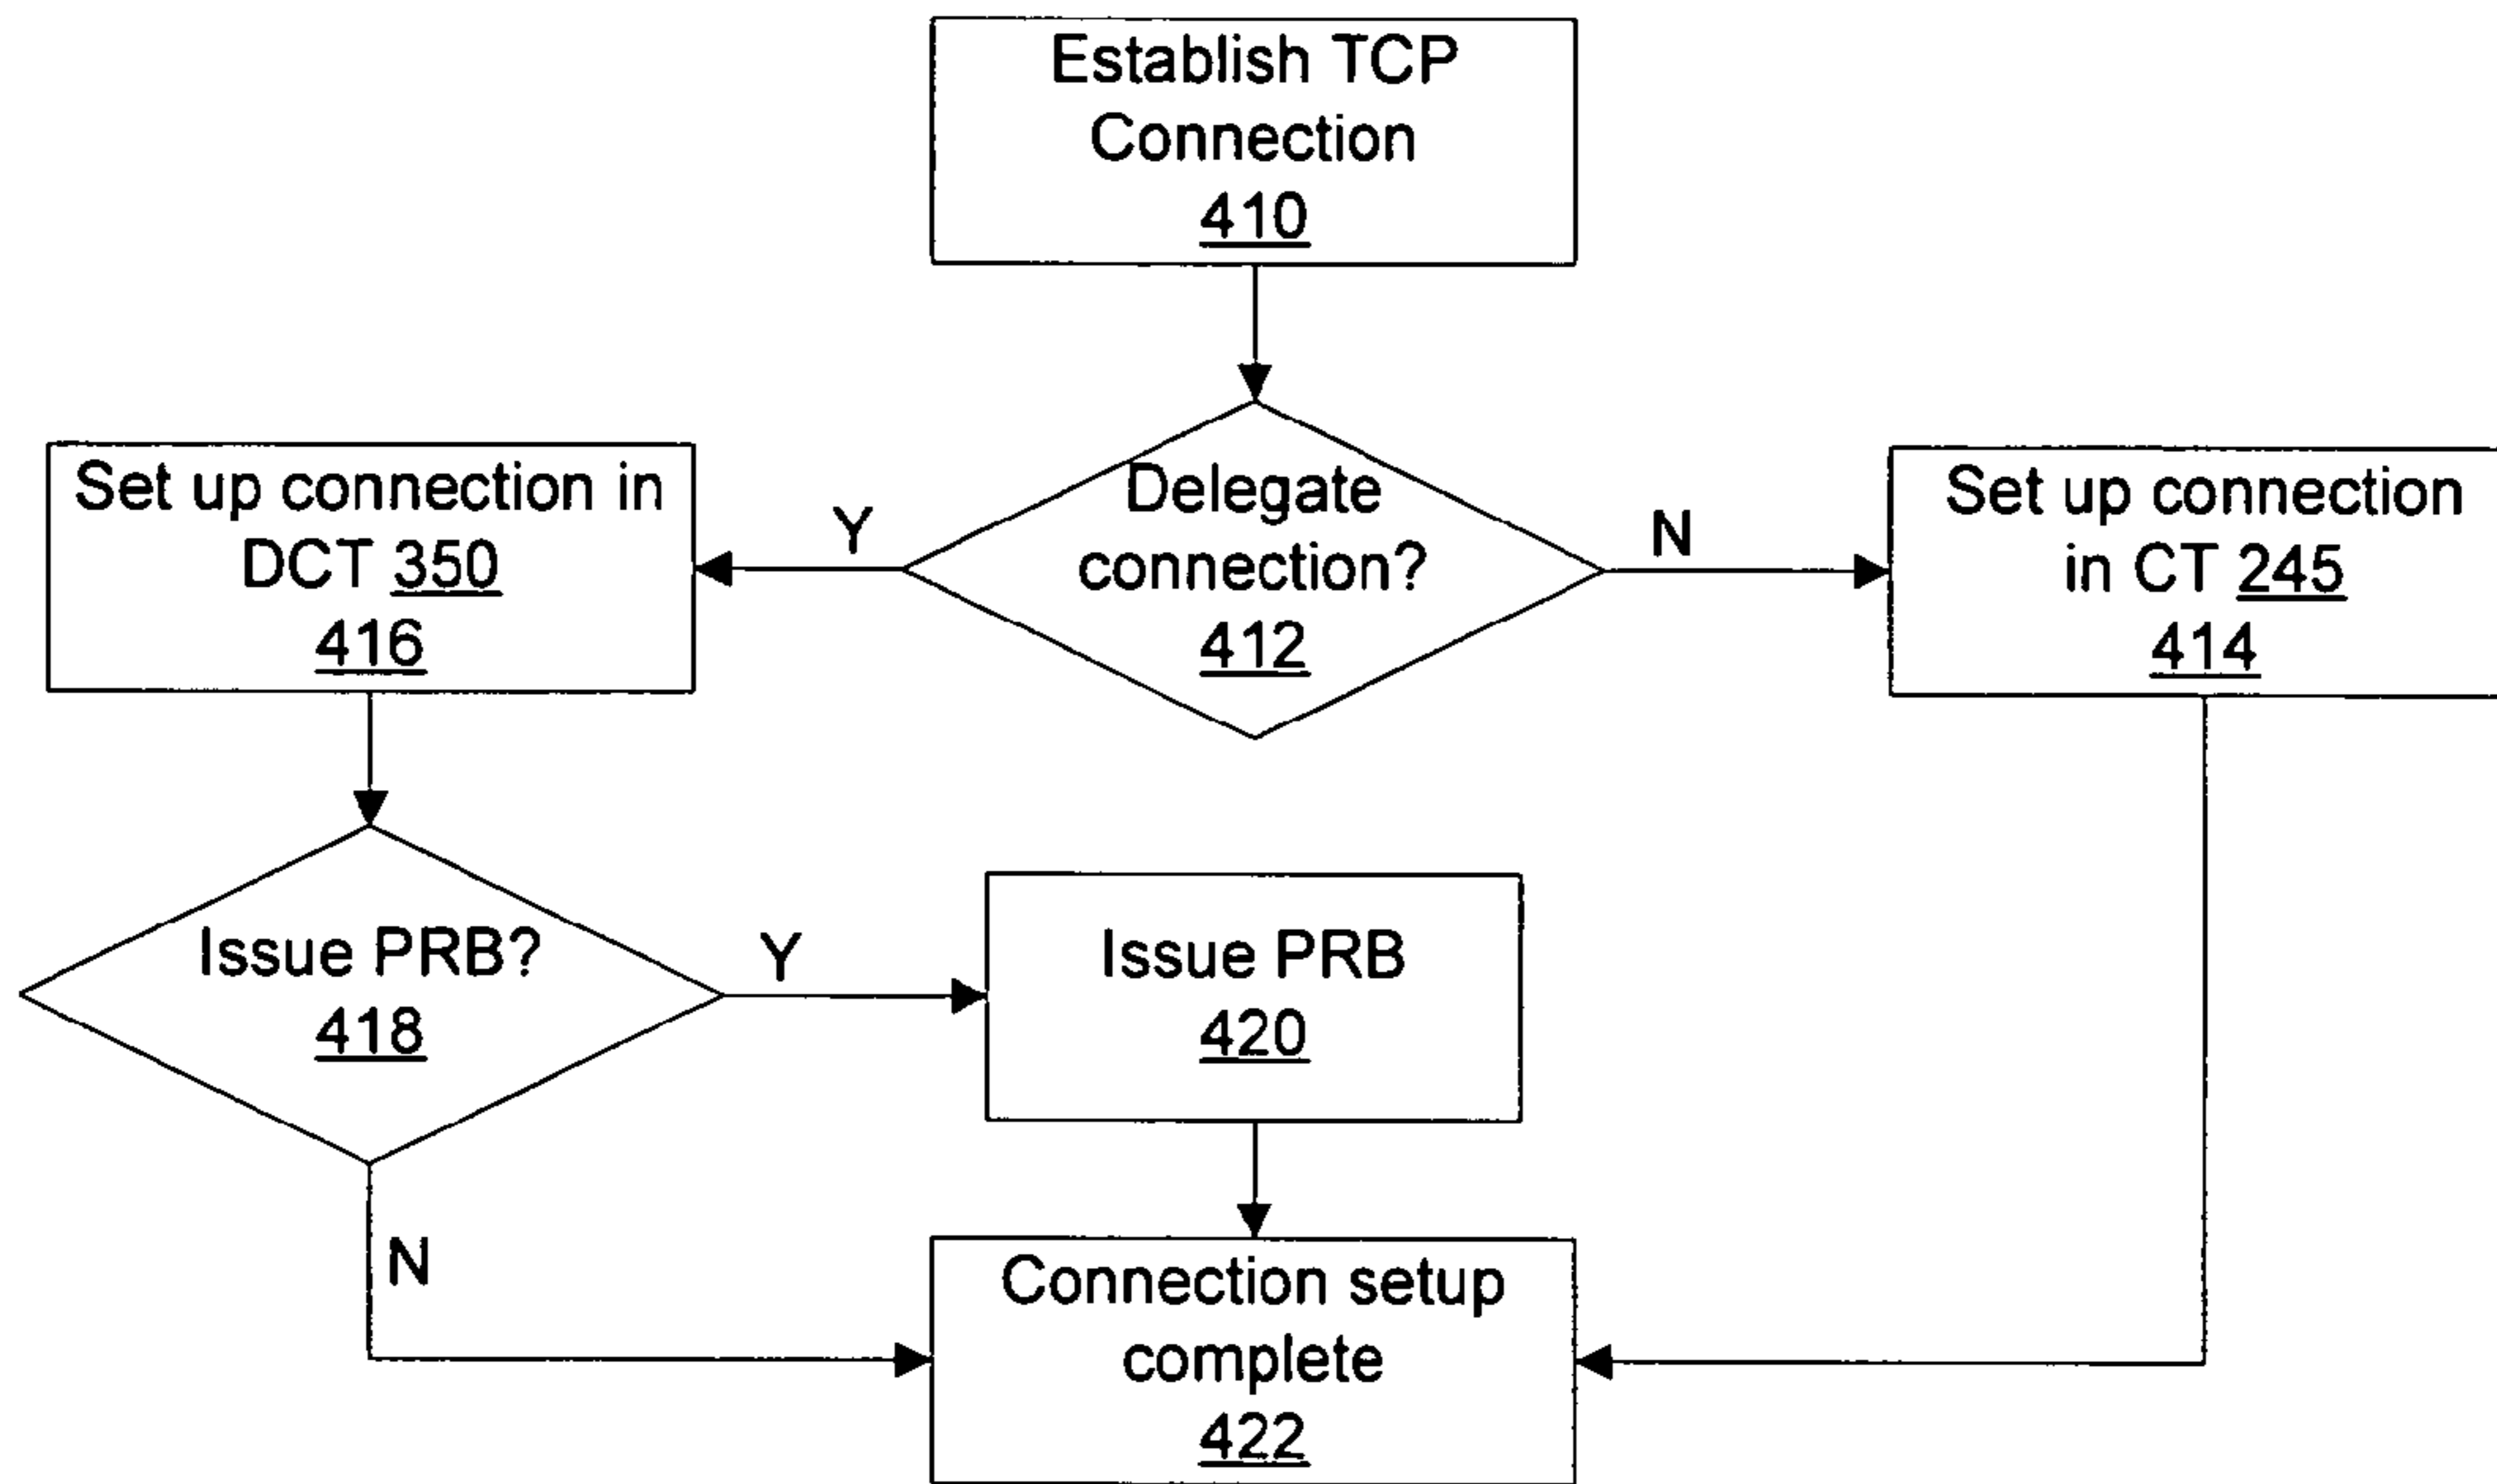 Establish TCP
Connection
410
Delegate
connection?
412
Y
N
Set up connection in
DCT 350
416
Set up connection
in CT 245
414
Issue PRB?
418
Y
N
Issue PRB
420
Connection setup
complete
422